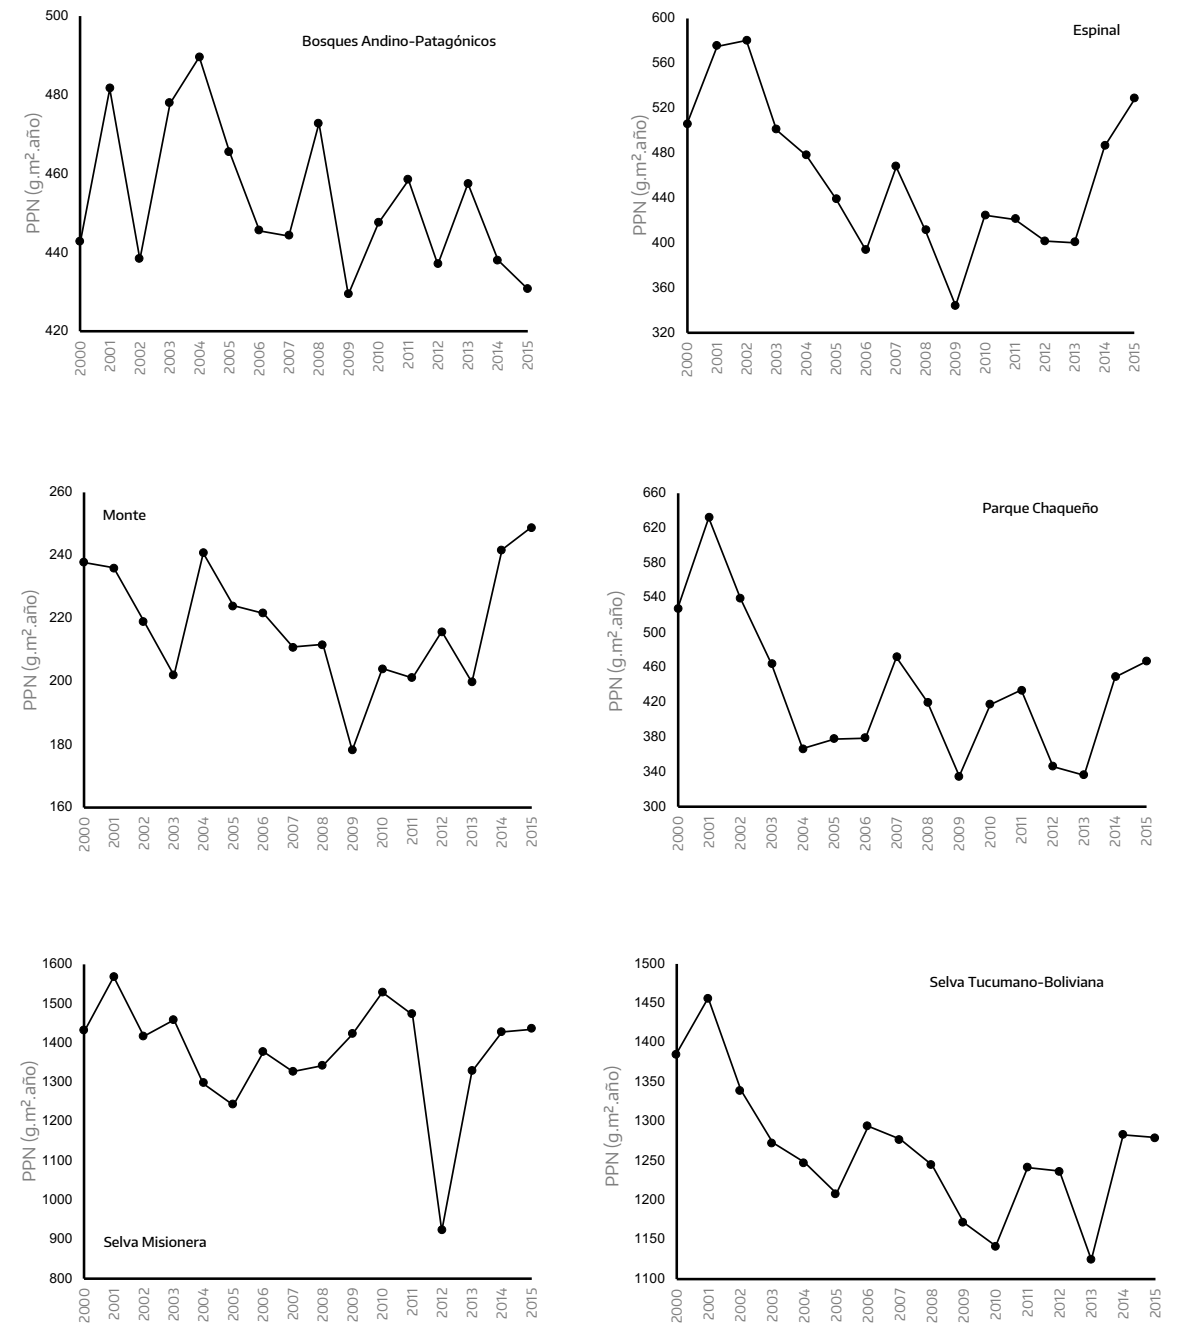 Bosques Andino-Patagónicos
PPN (g.m².año)
500
480
460
440
420
2000 2001 2002 2003 2004 2005 2006 2007 2008 2009 2010 2011 2012 2013 2014 2015
Espinal
PPN (g.m².año)
600
560
520
480
440
400
360
320
2000 2001 2002 2003 2004 2005 2006 2007 2008 2009 2010 2011 2012 2013 2014 2015
Monte
PPN (g.m².año)
260
240
220
200
180
160
2000 2001 2002 2003 2004 2005 2006 2007 2008 2009 2010 2011 2012 2013 2014 2015
Parque Chaqueño
PPN (g.m².año)
660
620
580
540
500
460
420
380
340
300
2000 2001 2002 2003 2004 2005 2006 2007 2008 2009 2010 2011 2012 2013 2014 2015
PPN (g.m².año)
1600
1500
1400
1300
1200
1100
1000
900
800
Selva Misionera
2000 2001 2002 2003 2004 2005 2006 2007 2008 2009 2010 2011 2012 2013 2014 2015
Selva Tucumano-Boliviana
PPN (g.m².año)
1500
1450
1400
1350
1300
1250
1200
1150
1100
2000 2001 2002 2003 2004 2005 2006 2007 2008 2009 2010 2011 2012 2013 2014 2015